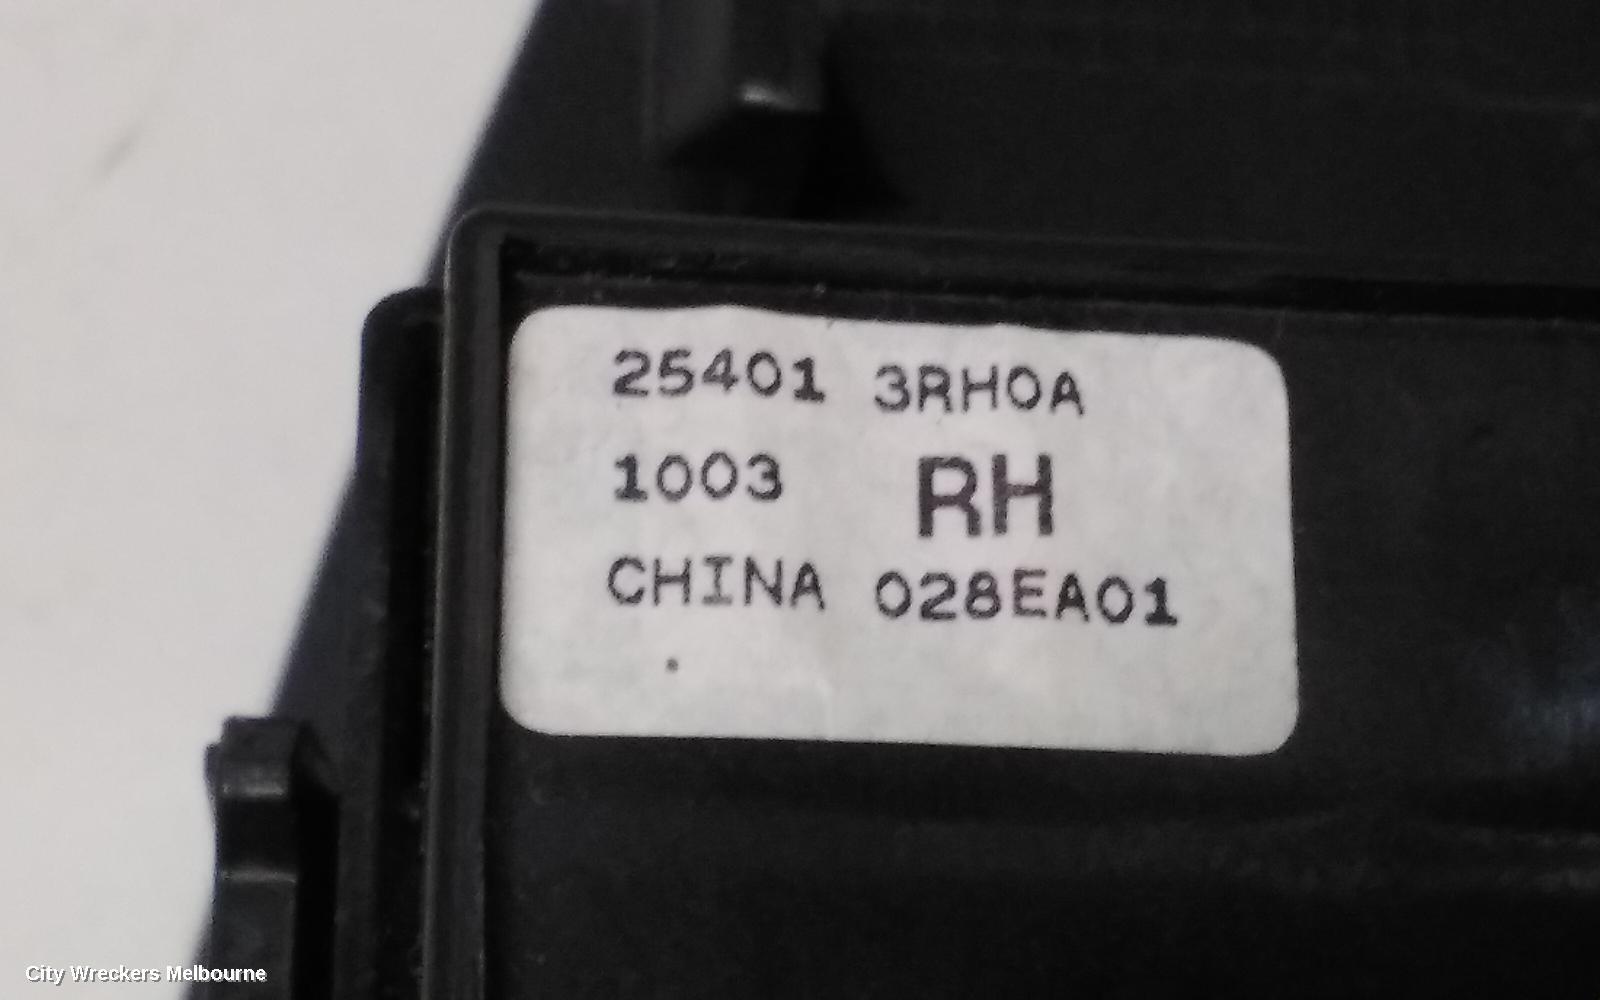 25401 3RH0A
1003 RH
CHINA 028EA01
City Wreckers Melbourne